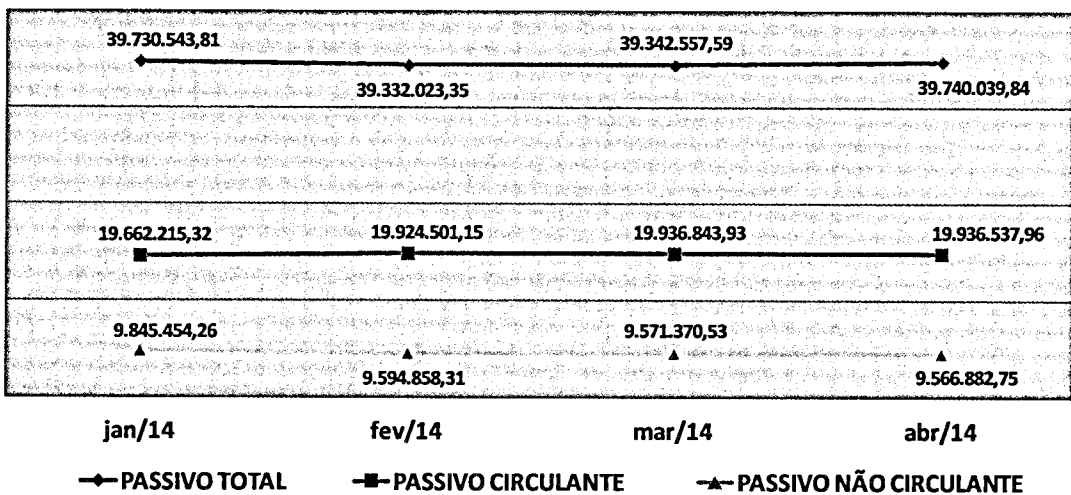 39.730.543,81 39.342.557,59
39.332.023,35 39.740.039,84
19.662.215,32 19.924.501,15 19.936.843,93 19.936.537,96
9.845.454,26 9.571.370,53
9.594.858,31 9.566.882,75
jan/14 fev/14 mar/14 abr/14
PASSIVO TOTAL PASSIVO CIRCULANTE PASSIVO NÃO CIRCULANTE